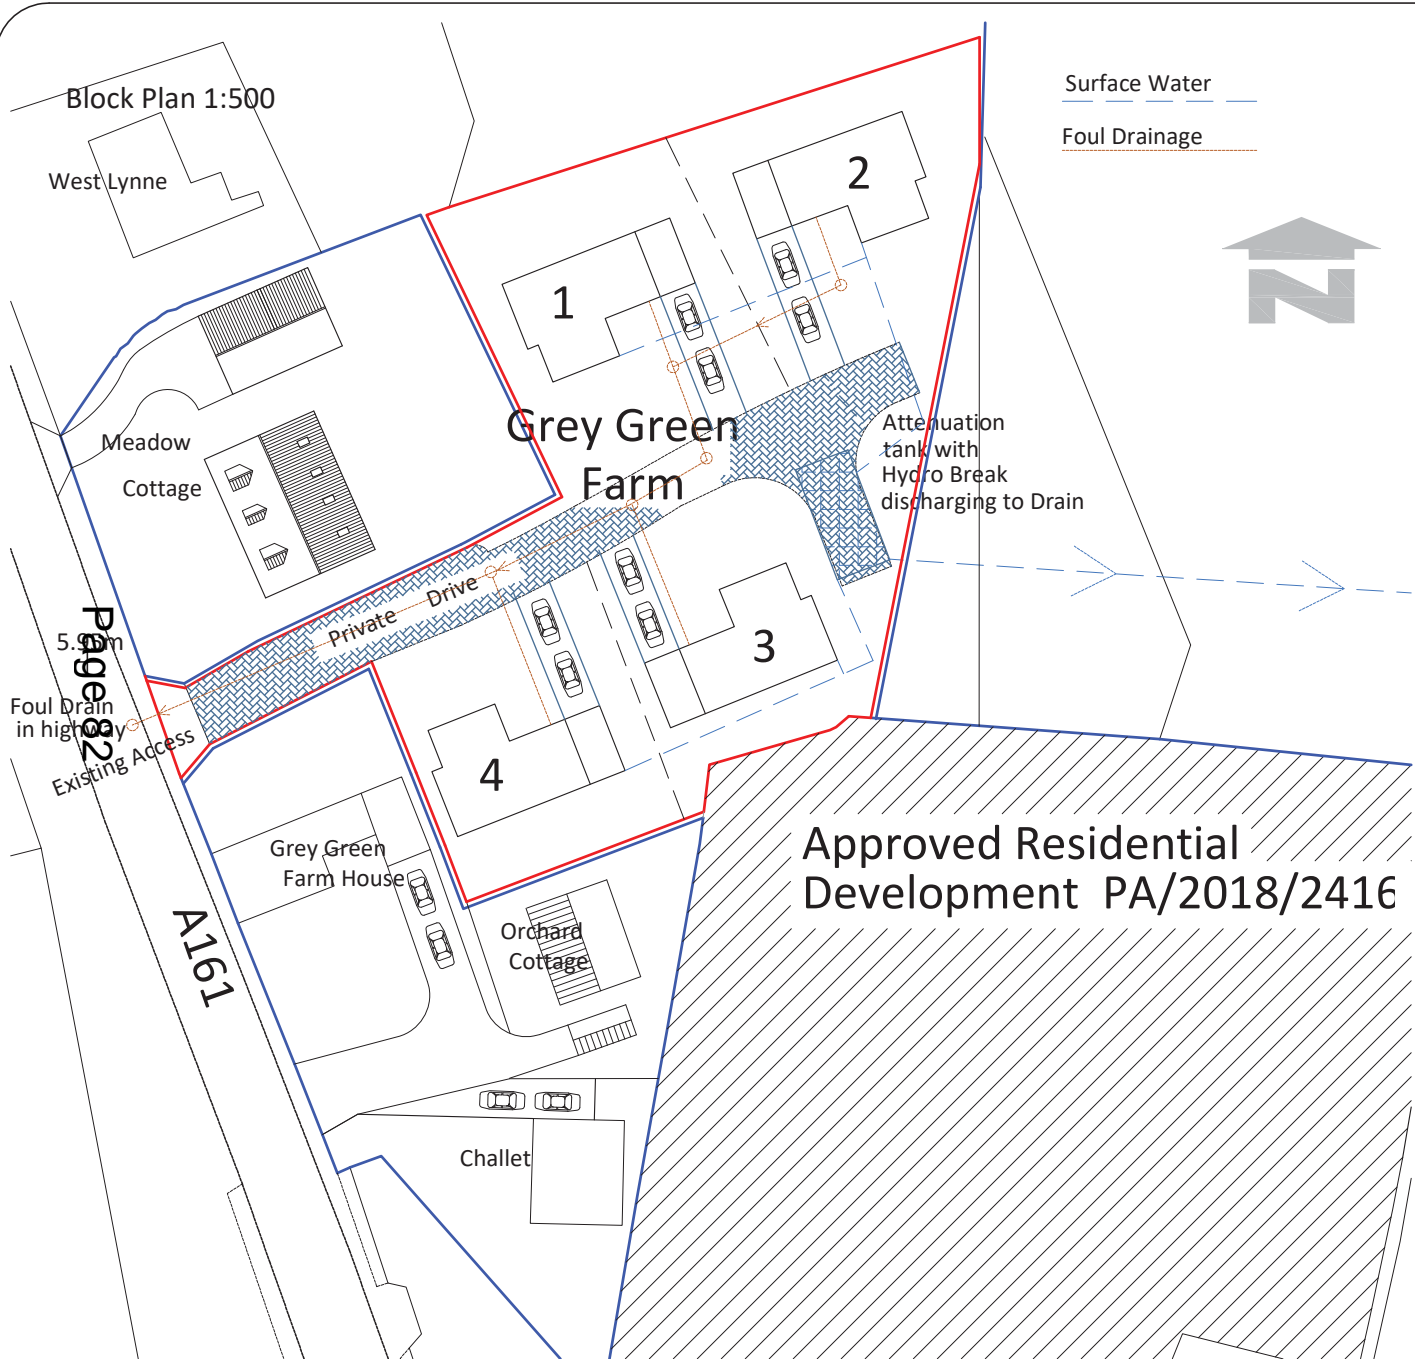 Block Plan 1:500
Surface Water
Foul Drainage
West Lynne
2
1
N
Grey Green
Farm
Attenuation
tank with
Hydro Break
discharging to Drain
Meadow
Cottage
Private Drive
5.95m
Page 82
3
Foul Drain
in highway
Existing Access
4
Grey Green
Farm House
Approved Residential
Development PA/2018/2416
A161
Orchard
Cottage
Challet